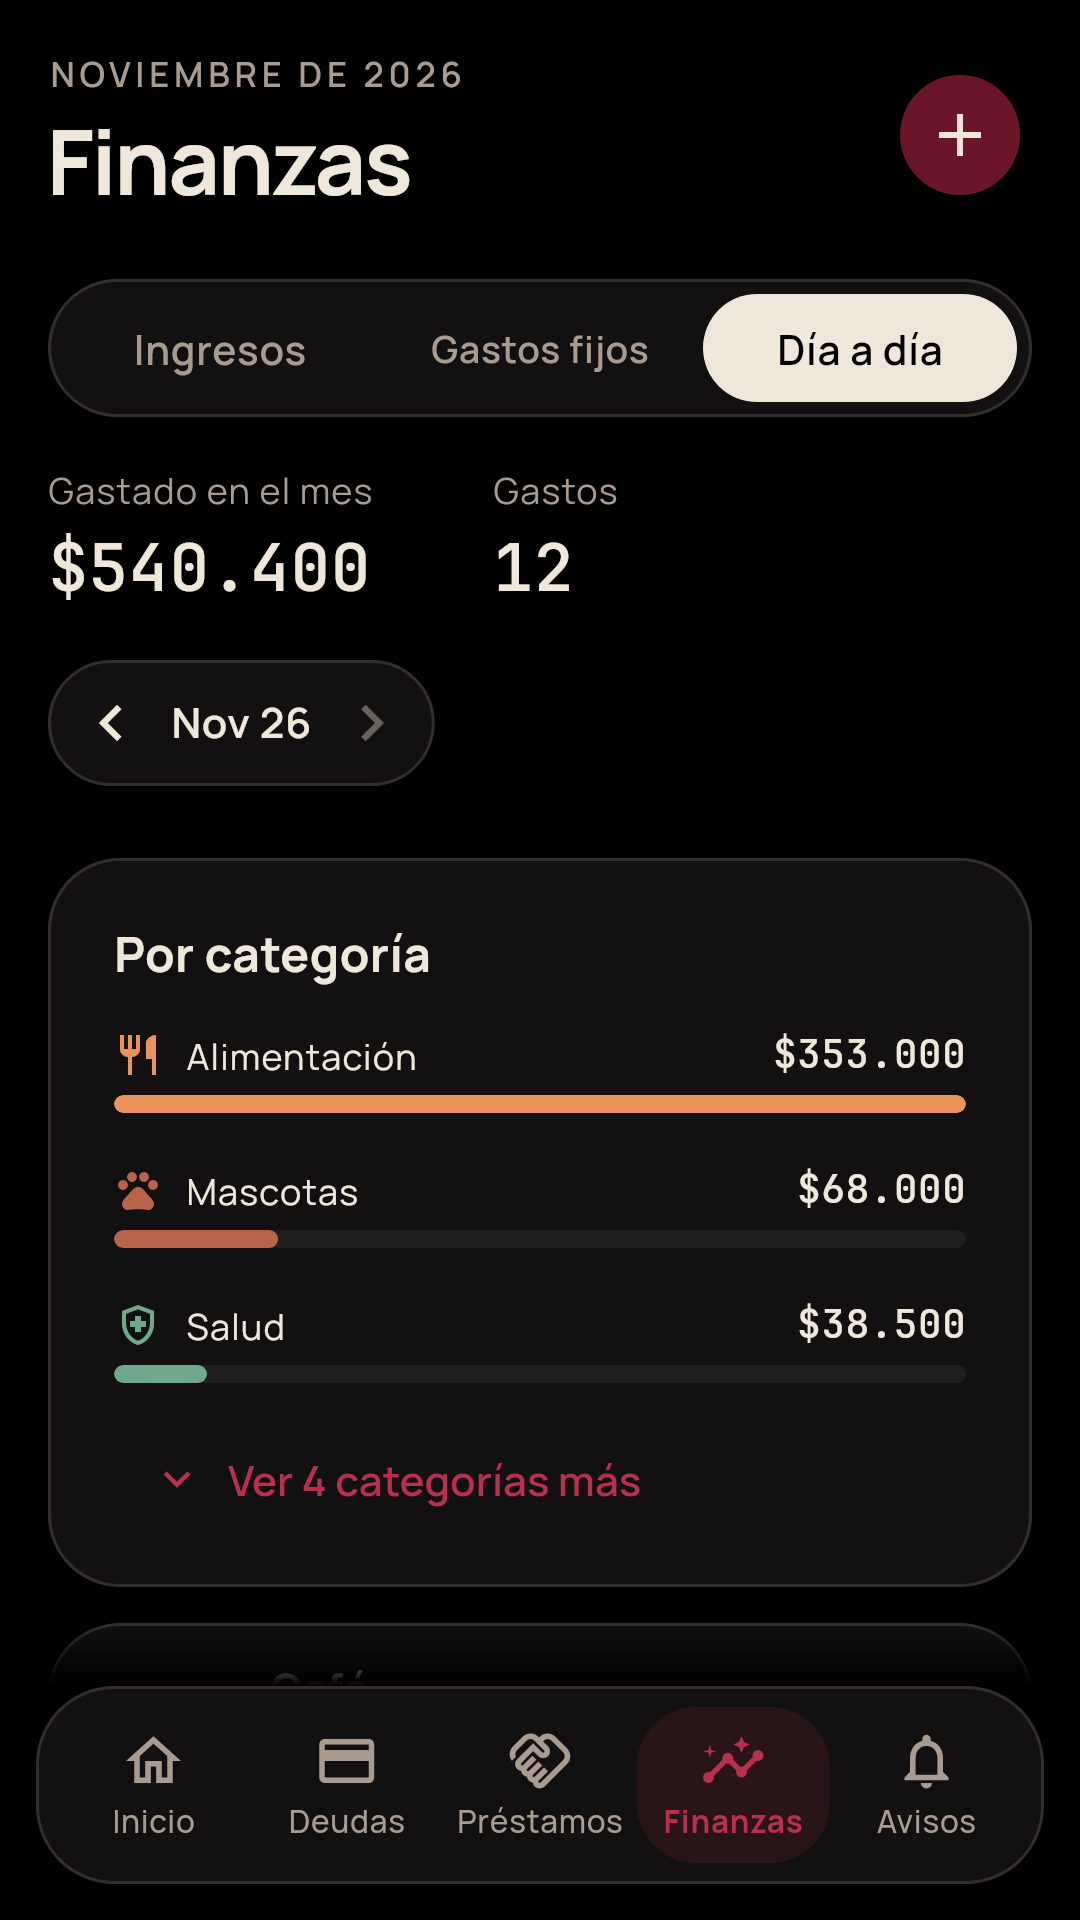 NOVIEMBRE DE 2026
Finanzas
Ingresos
Gastos fijos
Día a día
Gastado en el mes
Gastos
$540.400
12
Nov 26
Por categoría
Alimentación
$353.000
Mascotas
$68.000
Salud
$38.500
Ver 4 categorías más
Inicio
Deudas
Préstamos
Finanzas
Avisos